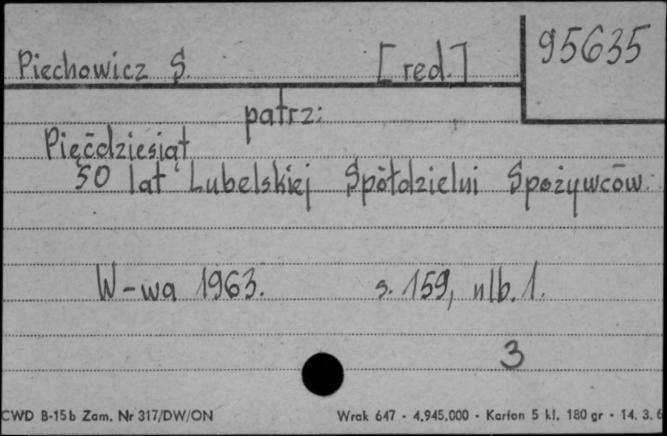 95635
Piechowicz S. [red.]
patrz:
Pięćdziesiąt
50 lat Lubelskiej Spółdzielni Spożywców.
W-wa 1963. s. 159, nlb. 1.
3
CWD B-15b Zam. Nr 317/DW/ON Wrak 647 - 4,945.000 - Karton 5 kl. 180 gr - 14. 3. 6